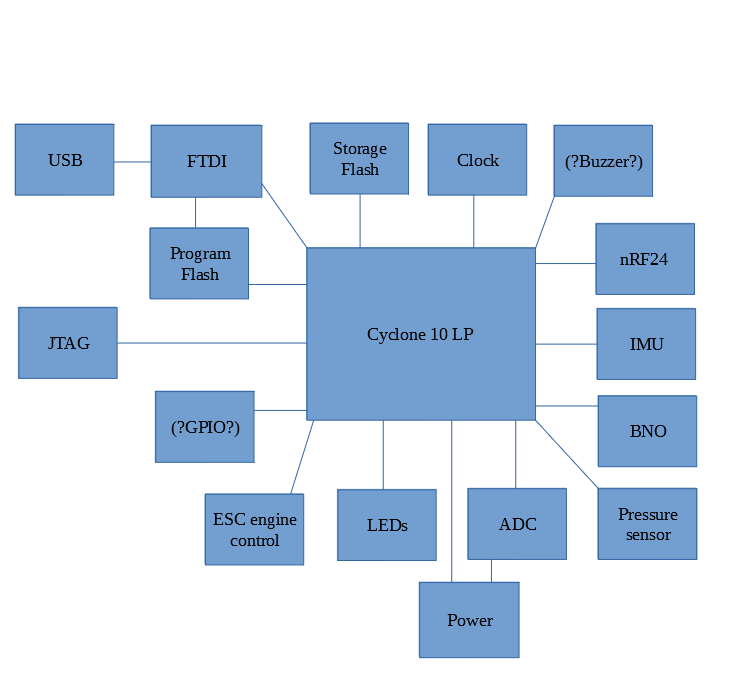 USB
FTDI
Storage
Flash
Clock
(?Buzzer?)
Program
Flash
nRF24
JTAG
Cyclone 10 LP
IMU
(?GPIO?)
BNO
ESC engine
control
LEDs
ADC
Pressure
sensor
Power